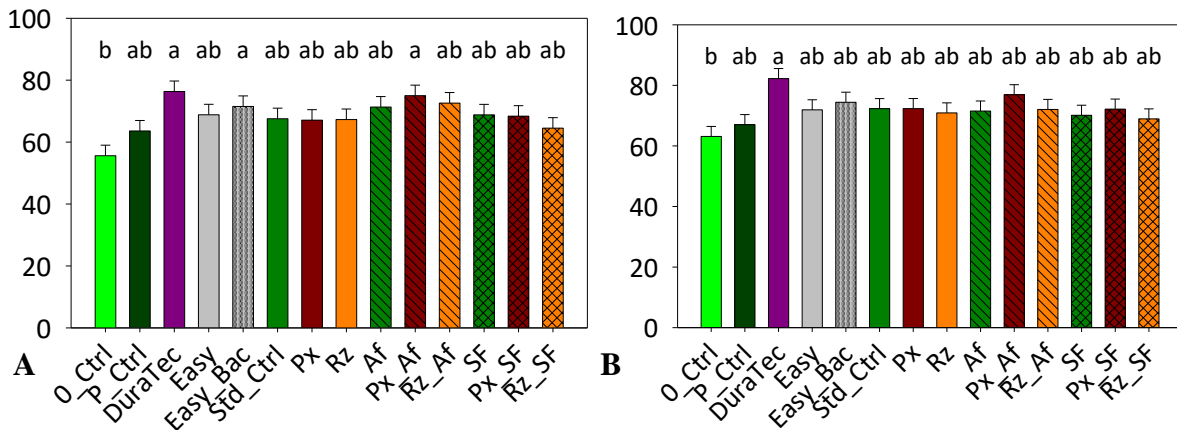 100
80
60
40
20
0
b ab a ab a ab ab ab ab a ab ab ab ab
0_Ctrl
P_Ctrl
DuraTec
Easy
Easy_Bac
Std_Ctrl
Px
Rz
Af
Px_Af
Rz_Af
SF
Px_SF
Rz_SF
A
100
80
60
40
20
0
b ab a ab ab ab ab ab ab ab ab ab ab ab
0_Ctrl
P_Ctrl
DuraTec
Easy
Easy_Bac
Std_Ctrl
Px
Rz
Af
Px_Af
Rz_Af
SF
Px_SF
Rz_SF
B